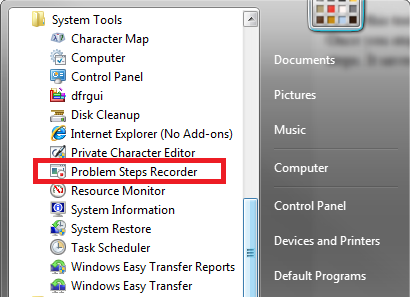 System Tools
Character Map
Computer
Control Panel
dfrgui
Disk Cleanup
Internet Explorer (No Add-ons)
Private Character Editor
Problem Steps Recorder
Resource Monitor
System Information
System Restore
Task Scheduler
Windows Easy Transfer Reports
Windows Easy Transfer
Documents
Pictures
Music
Computer
Control Panel
Devices and Printers
Default Programs